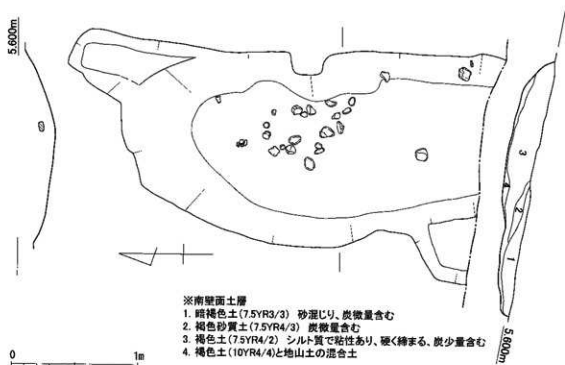 5.600m
3
4
2
1
5.600m
※南壁面土層
1. 暗褐色土(7.5YR3/3) 砂混じり、炭微量含む
2. 褐色砂質土(7.5YR4/3) 炭微量含む
3. 褐色土(7.5YR4/2) シルト質で粘性あり、硬く締まる、炭少量含む
4. 褐色土(10YR4/4)と地山土の混合土
0 1m